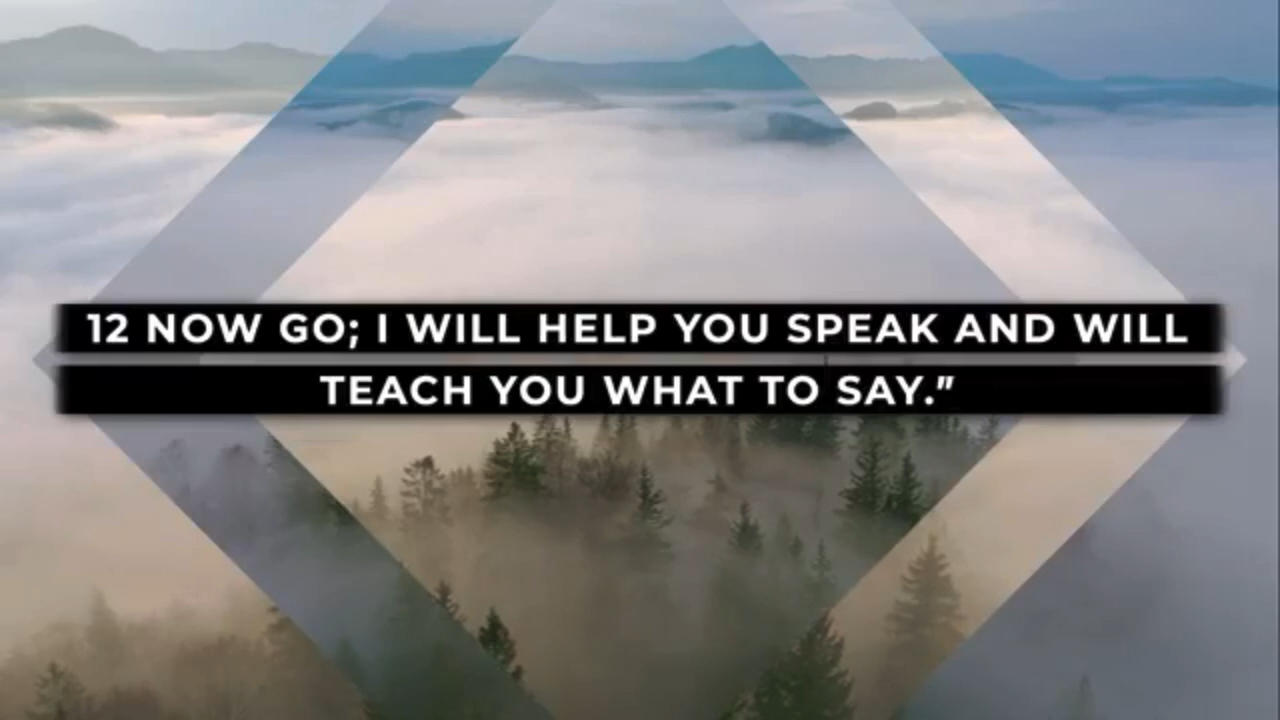 12 NOW GO; I WILL HELP YOU SPEAK AND WILL
TEACH YOU WHAT TO SAY.”